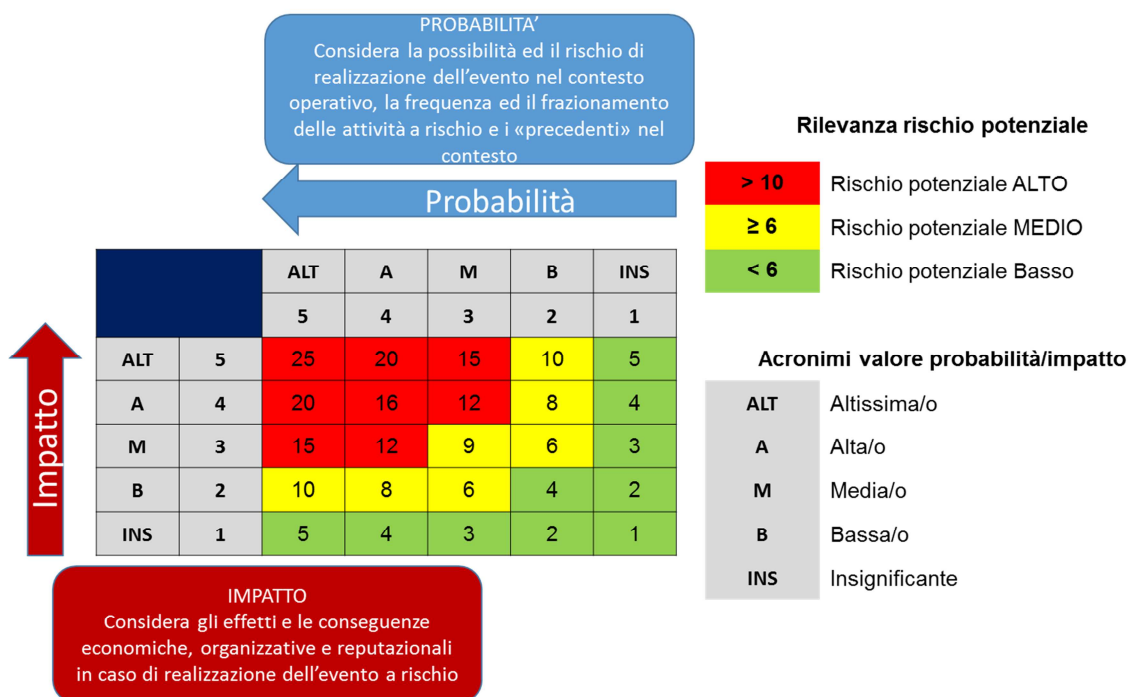 PROBABILITA'
Considera la possibilità ed il rischio di
realizzazione dell'evento nel contesto
operativo, la frequenza ed il frazionamento
delle attività a rischio e i «precedenti» nel
contesto
Probabilità
Rilevanza rischio potenziale
> 10 Rischio potenziale ALTO
≥ 6 Rischio potenziale MEDIO
< 6 Rischio potenziale Basso
ALT A M B INS
5 4 3 2 1
ALT 5 25 20 15 10 5
A 4 20 16 12 8 4
M 3 15 12 9 6 3
B 2 10 8 6 4 2
INS 1 5 4 3 2 1
Impatto
Acronimi valore probabilità/impatto
ALT Altissima/o
A Alta/o
M Media/o
B Bassa/o
INS Insignificante
IMPATTO
Considera gli effetti e le conseguenze
economiche, organizzative e reputazionali
in caso di realizzazione dell'evento a rischio